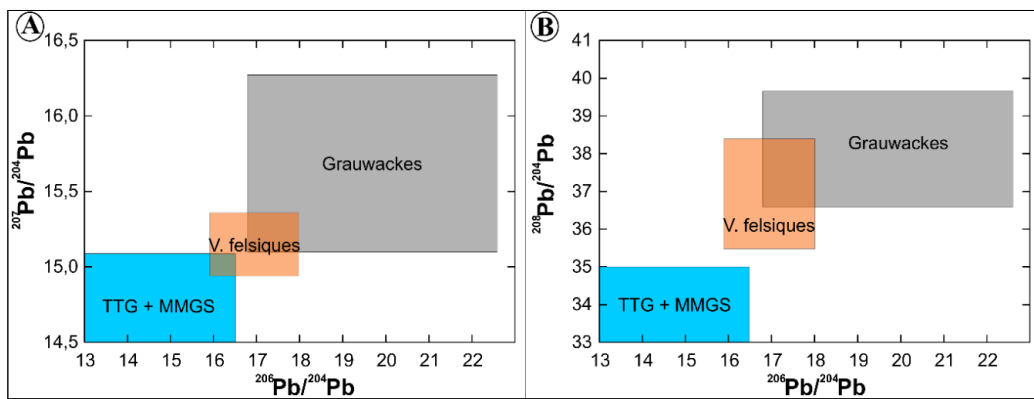 A
16,5
16,0
15,5
15,0
14,5
²⁰⁷Pb/²⁰⁴Pb
Grauwackes
V. felsiques
TTG + MMGS
13 14 15 16 17 18 19 20 21 22
²⁰⁶Pb/²⁰⁴Pb
B
41
40
39
38
37
36
35
34
33
²⁰⁸Pb/²⁰⁴Pb
Grauwackes
V. felsiques
TTG + MMGS
13 14 15 16 17 18 19 20 21 22
²⁰⁶Pb/²⁰⁴Pb